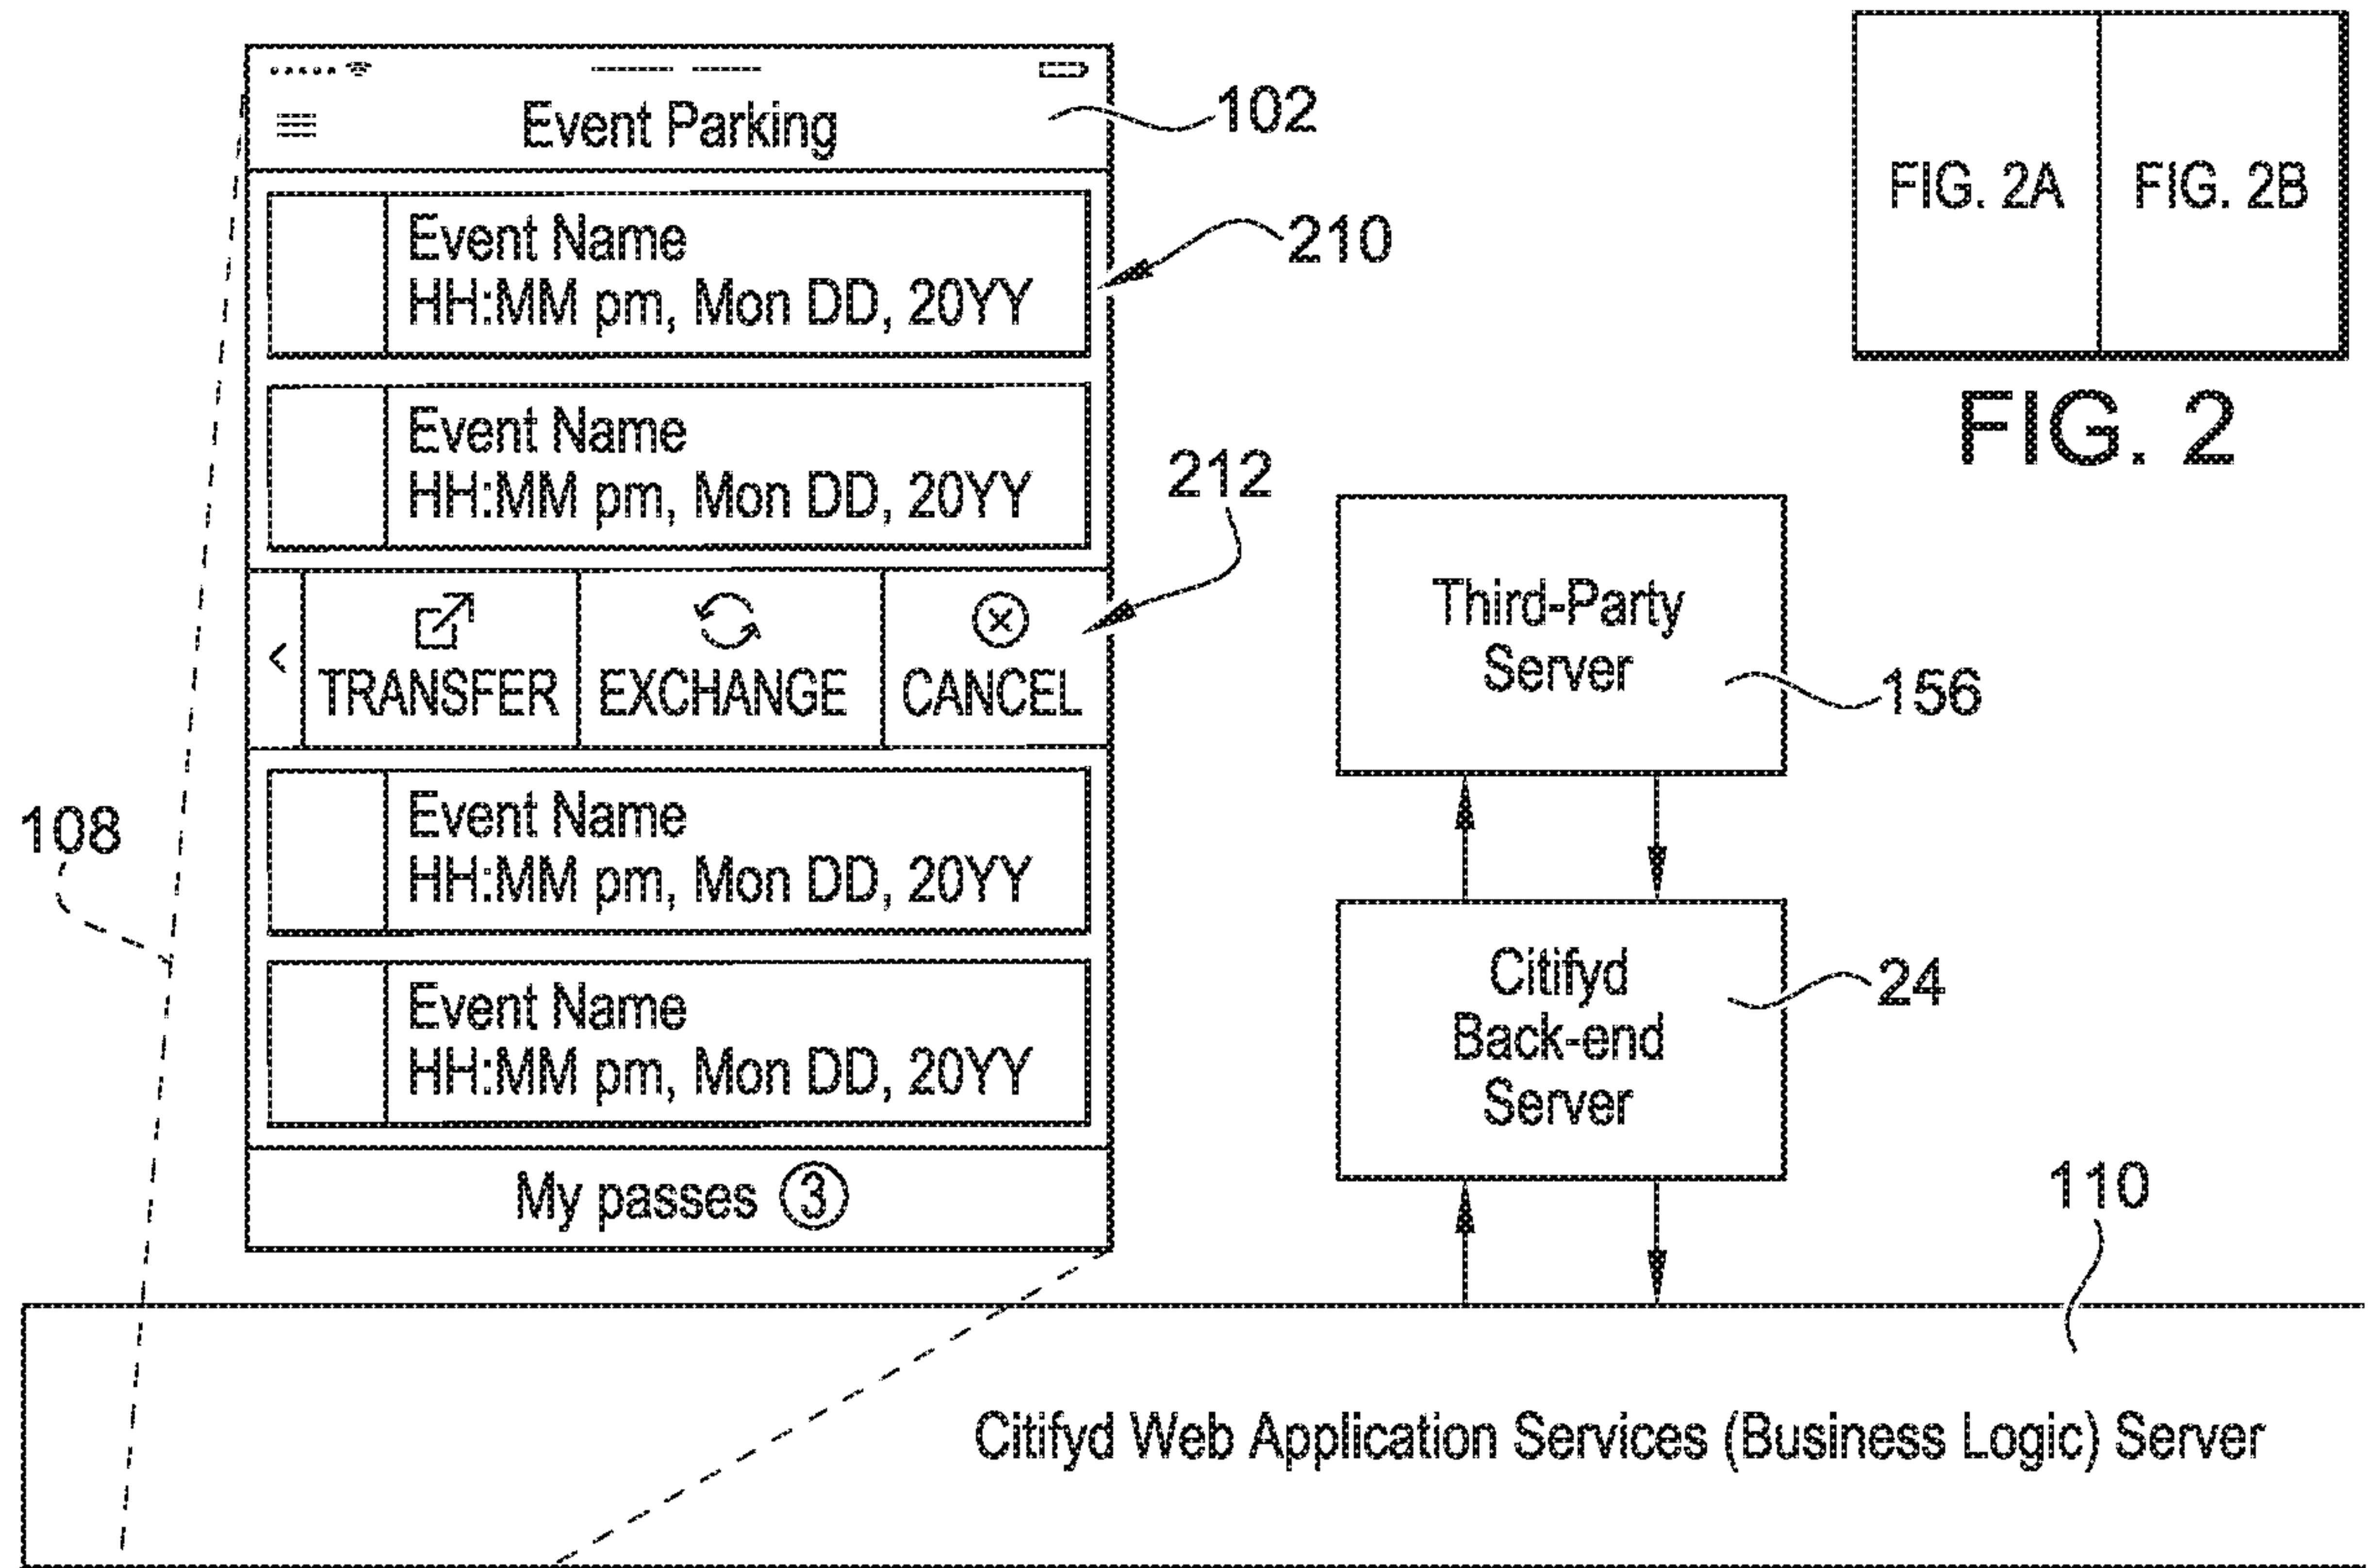 Event Parking
102
Event Name
HH:MM pm, Mon DD, 20YY
210
Event Name
HH:MM pm, Mon DD, 20YY
212
<
TRANSFER
EXCHANGE
CANCEL
Event Name
HH:MM pm, Mon DD, 20YY
Event Name
HH:MM pm, Mon DD, 20YY
My passes 3
108
FIG. 2A
FIG. 2B
FIG. 2
Third-Party
Server
156
Citifyd
Back-end
Server
24
110
Citifyd Web Application Services (Business Logic) Server